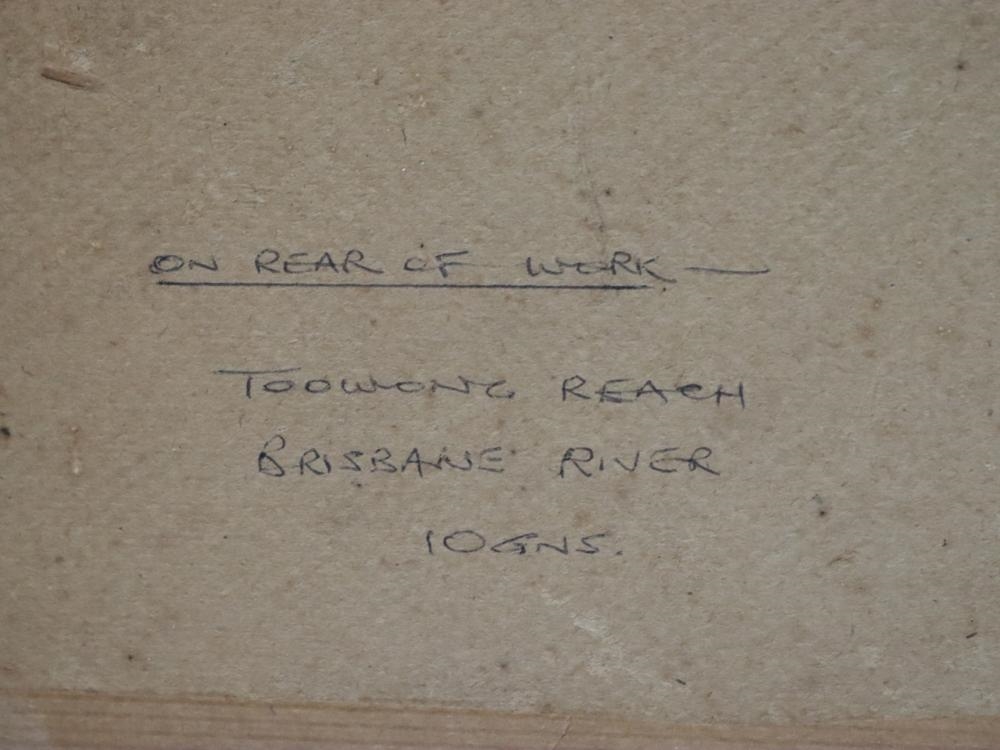 ON REAR OF WORK —
TOOWONG REACH
BRISBANE RIVER
10GNS.